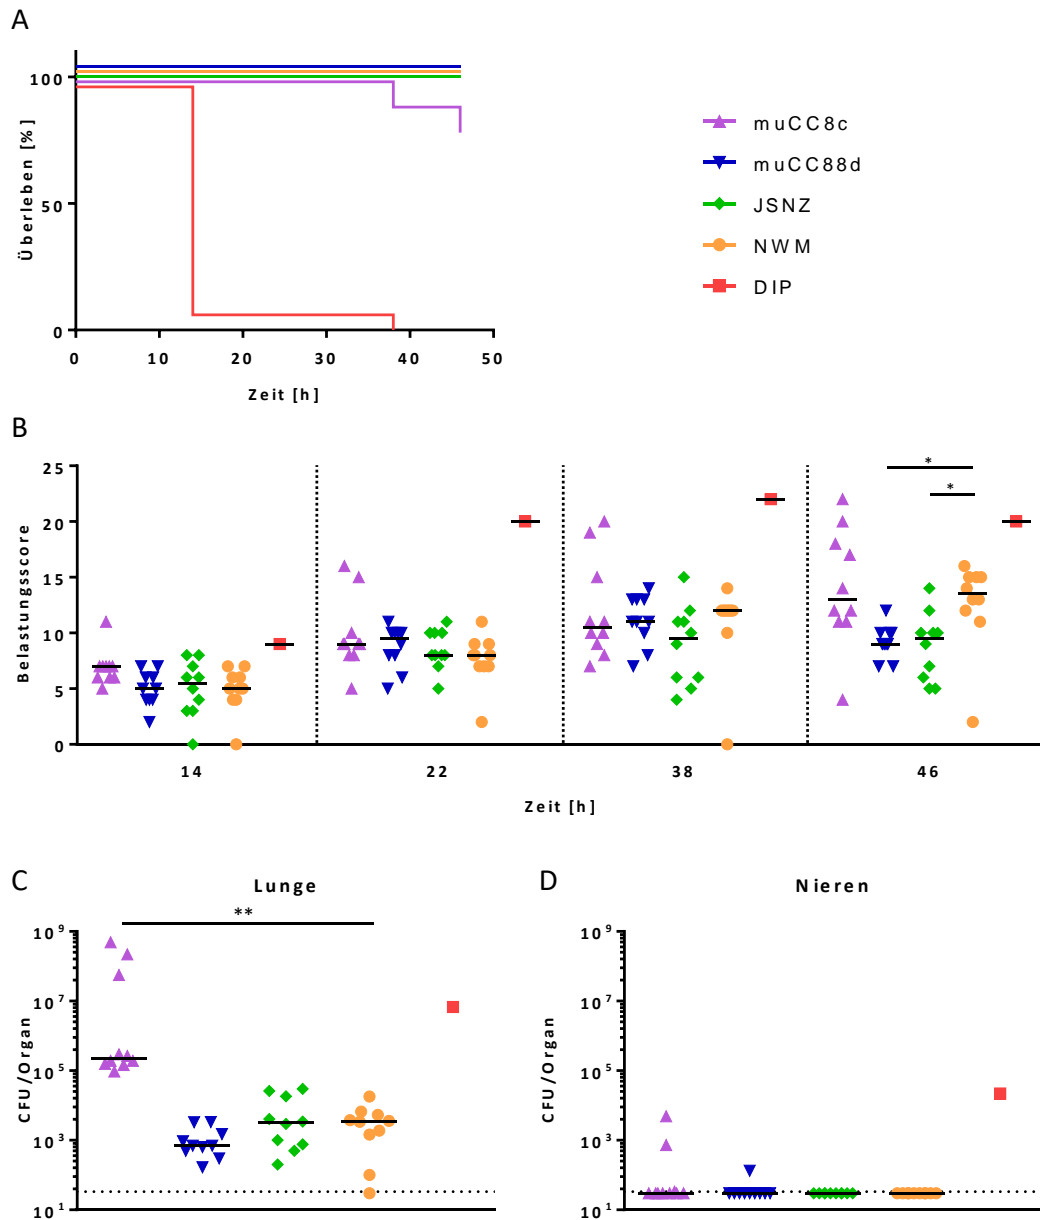 A
Überleben [%]
100
50
0
0 10 20 30 40 50
Zeit [h]
muCC8c
muCC88d
JSNZ
NWM
DIP
B
Belastungsscore
25
20
15
10
5
0
* 
*
14 22 38 46
Zeit [h]
C
Lunge
**
CFU/Organ
10⁹
10⁷
10⁵
10³
10¹
D
Nieren
CFU/Organ
10⁹
10⁷
10⁵
10³
10¹